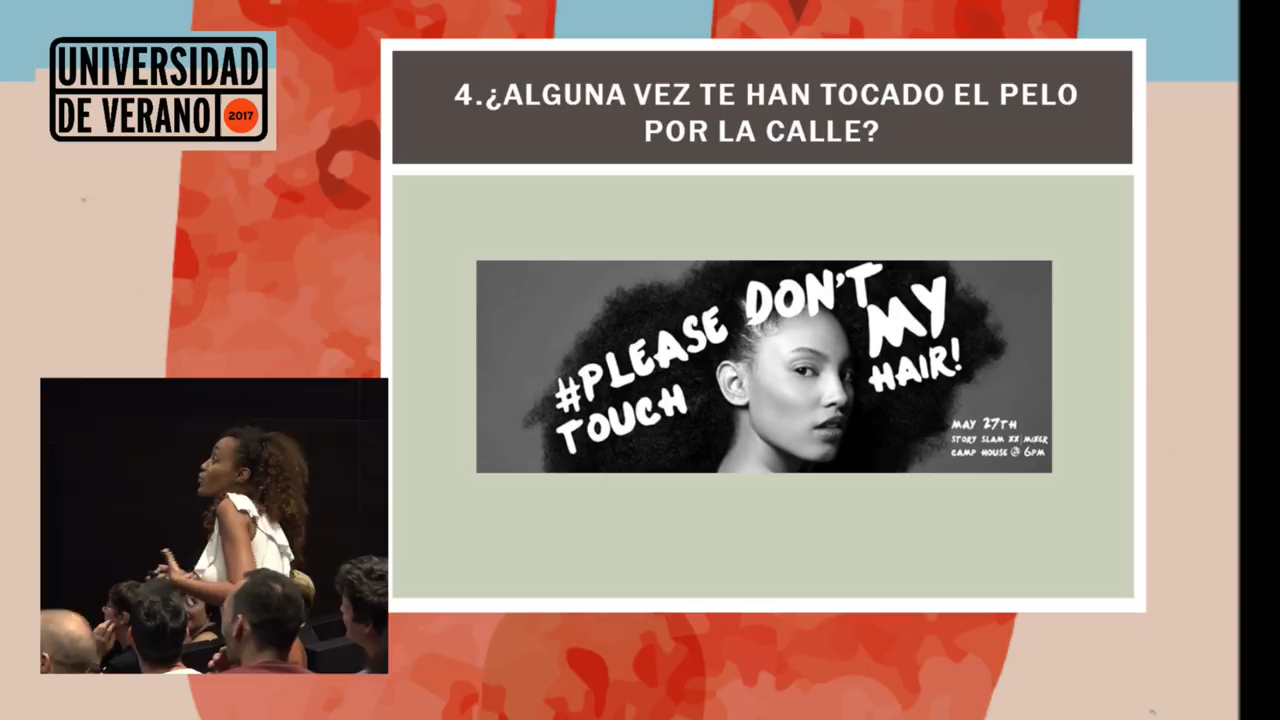 UNIVERSIDAD
DE VERANO 2017
4.¿ALGUNA VEZ TE HAN TOCADO EL PELO
POR LA CALLE?
#PLEASE DON'T
TOUCH MY
HAIR!
MAY 27TH
STORY SLAM XX MIXER
CAMP HOUSE @ 6PM